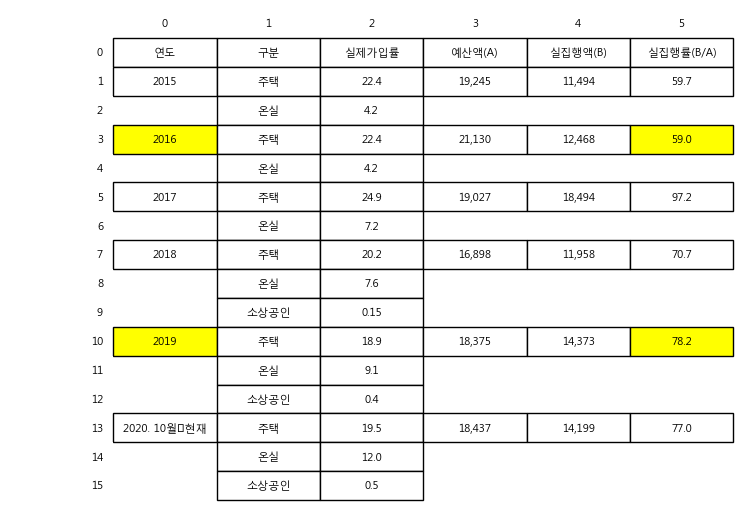 0 1 2 3 4 5
0 연도 구분 실제가입률 예산액(A) 실집행액(B) 실집행률(B/A)
1 2015 주택 22.4 19,245 11,494 59.7
2 온실 4.2
3 2016 주택 22.4 21,130 12,468 59.0
4 온실 4.2
5 2017 주택 24.9 19,027 18,494 97.2
6 온실 7.2
7 2018 주택 20.2 16,898 11,958 70.7
8 온실 7.6
9 소상공인 0.15
10 2019 주택 18.9 18,375 14,373 78.2
11 온실 9.1
12 소상공인 0.4
13 2020. 10월▯현재 주택 19.5 18,437 14,199 77.0
14 온실 12.0
15 소상공인 0.5